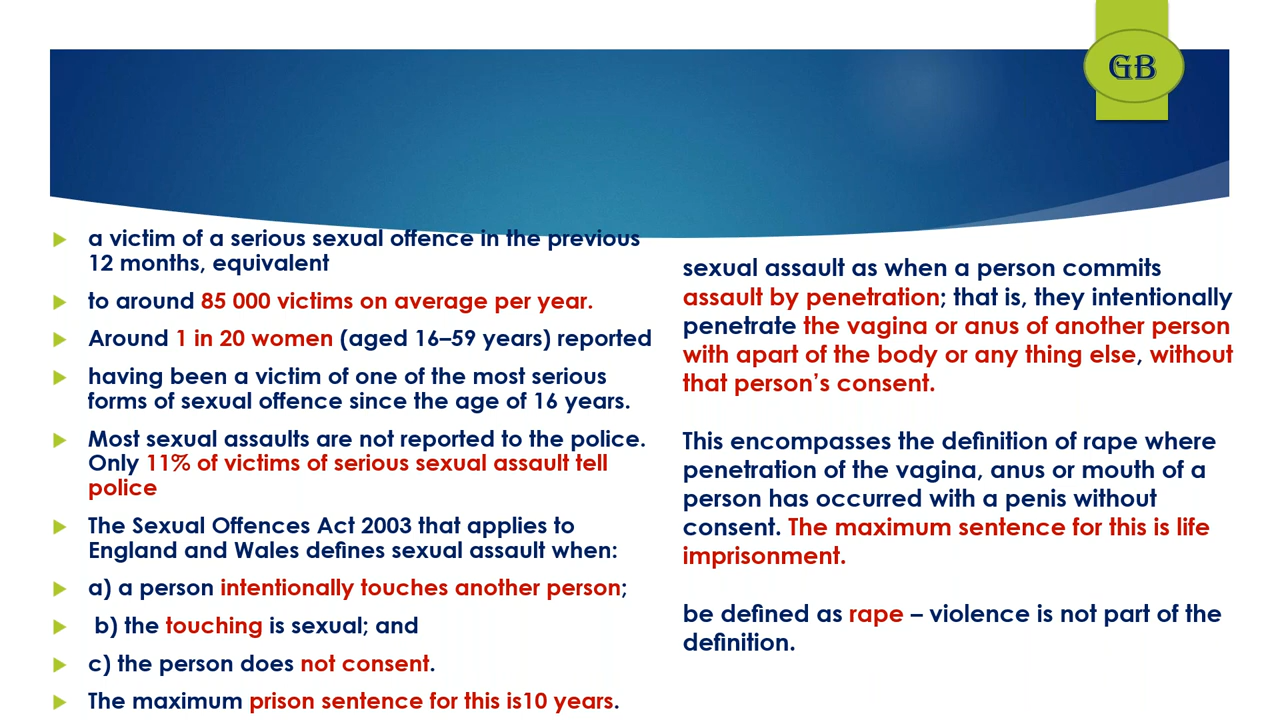 GB
a victim of a serious sexual offence in the previous
12 months, equivalent
to around 85 000 victims on average per year.
Around 1 in 20 women (aged 16–59 years) reported
having been a victim of one of the most serious
forms of sexual offence since the age of 16 years.
Most sexual assaults are not reported to the police.
Only 11% of victims of serious sexual assault tell
police
The Sexual Offences Act 2003 that applies to
England and Wales defines sexual assault when:
a) a person intentionally touches another person;
b) the touching is sexual; and
c) the person does not consent.
The maximum prison sentence for this is10 years.
sexual assault as when a person commits
assault by penetration; that is, they intentionally
penetrate the vagina or anus of another person
with apart of the body or any thing else, without
that person’s consent.
This encompasses the definition of rape where
penetration of the vagina, anus or mouth of a
person has occurred with a penis without
consent. The maximum sentence for this is life
imprisonment.
be defined as rape – violence is not part of the
definition.